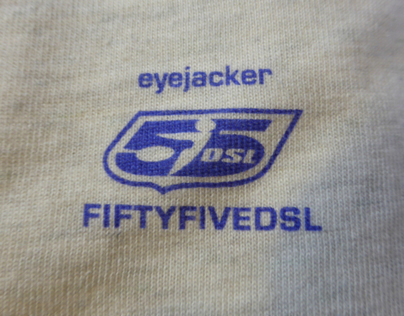 eyejacker
55
DSL
FIFTYFIVEDSL